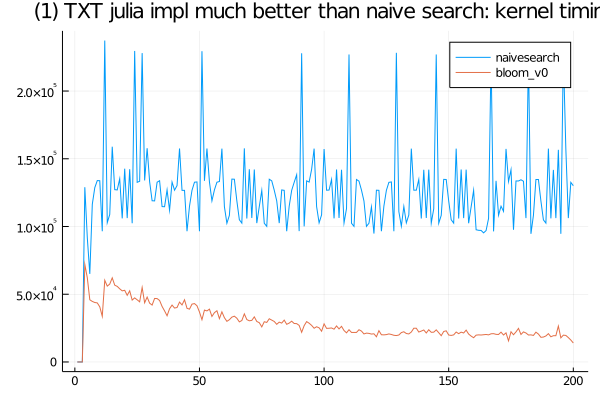 (1) TXT julia impl much better than naive search: kernel timin
naivesearch
bloom_v0
2.0×10⁵
1.5×10⁵
1.0×10⁵
5.0×10⁴
0
0 50 100 150 200